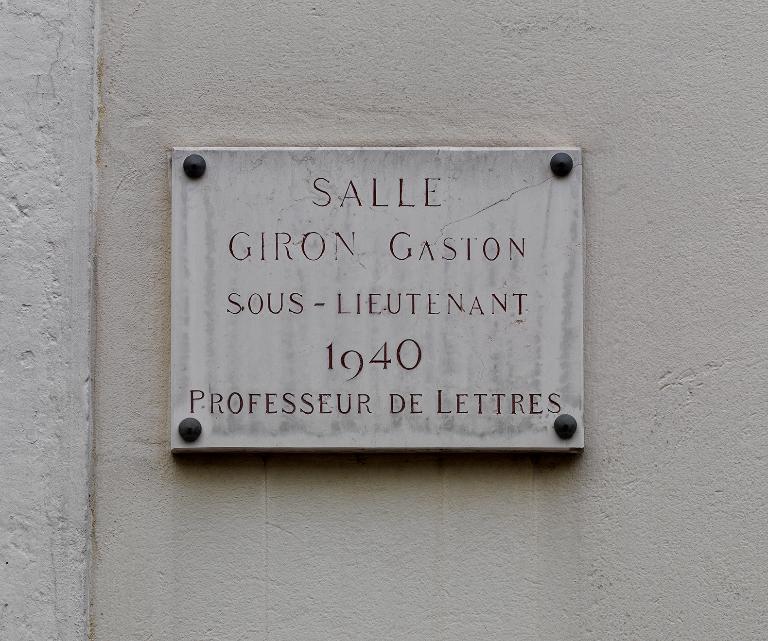 SALLE
GIRON GASTON
SOUS-LIEUTENANT
1940
PROFESSEUR DE LETTRES